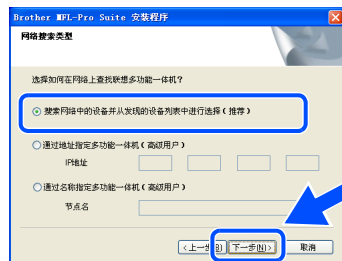 Brother MFL-Pro Suite 安装程序
网络搜索类型
选择如何在网络上查找联想多功能一体机?
搜索网络中的设备并从发现的设备列表中进行选择(推荐)
通过地址指定多功能一体机(高级用户)
IP地址
通过名称指定多功能一体机(高级用户)
节点名
<上一步(B) 下一步(N)> 取消